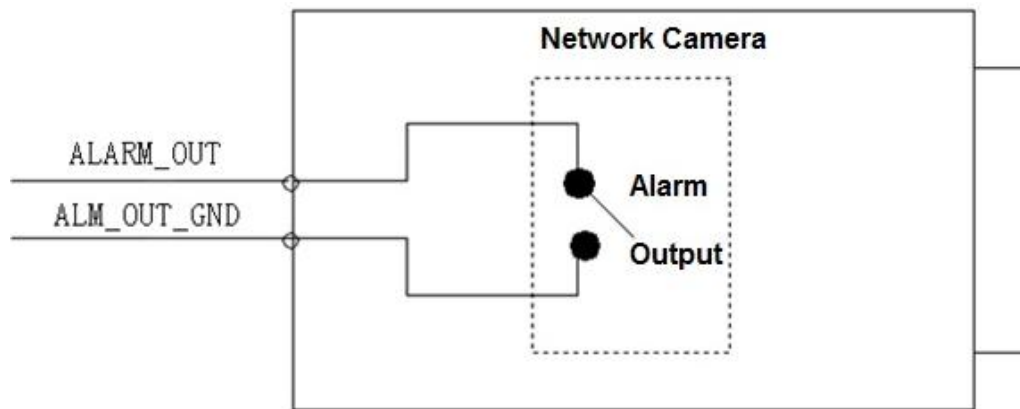 Network Camera
ALARM_OUT
Alarm
ALM_OUT_GND
Output